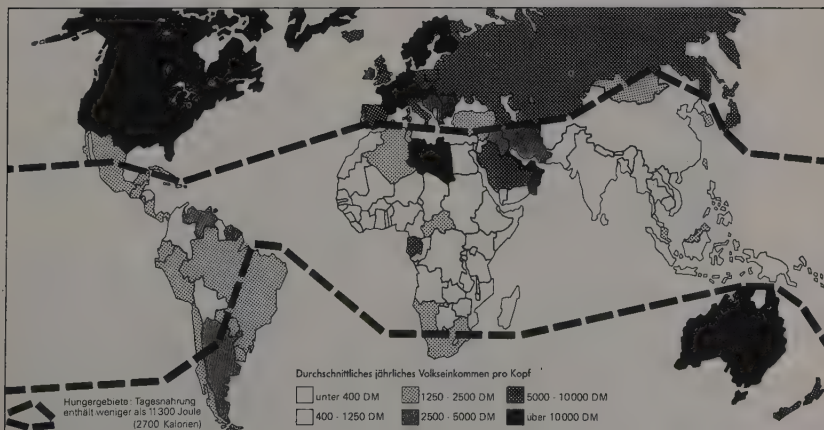 Durchschnittliches jährliches Volkseinkommen pro Kopf
unter 400 DM
1250 - 2500 DM
5000 - 10000 DM
400 - 1250 DM
2500 - 5000 DM
über 10000 DM
Hungergebiete: Tagesnahrung
enthält weniger als 11300 Joule
(2700 Kalorien)